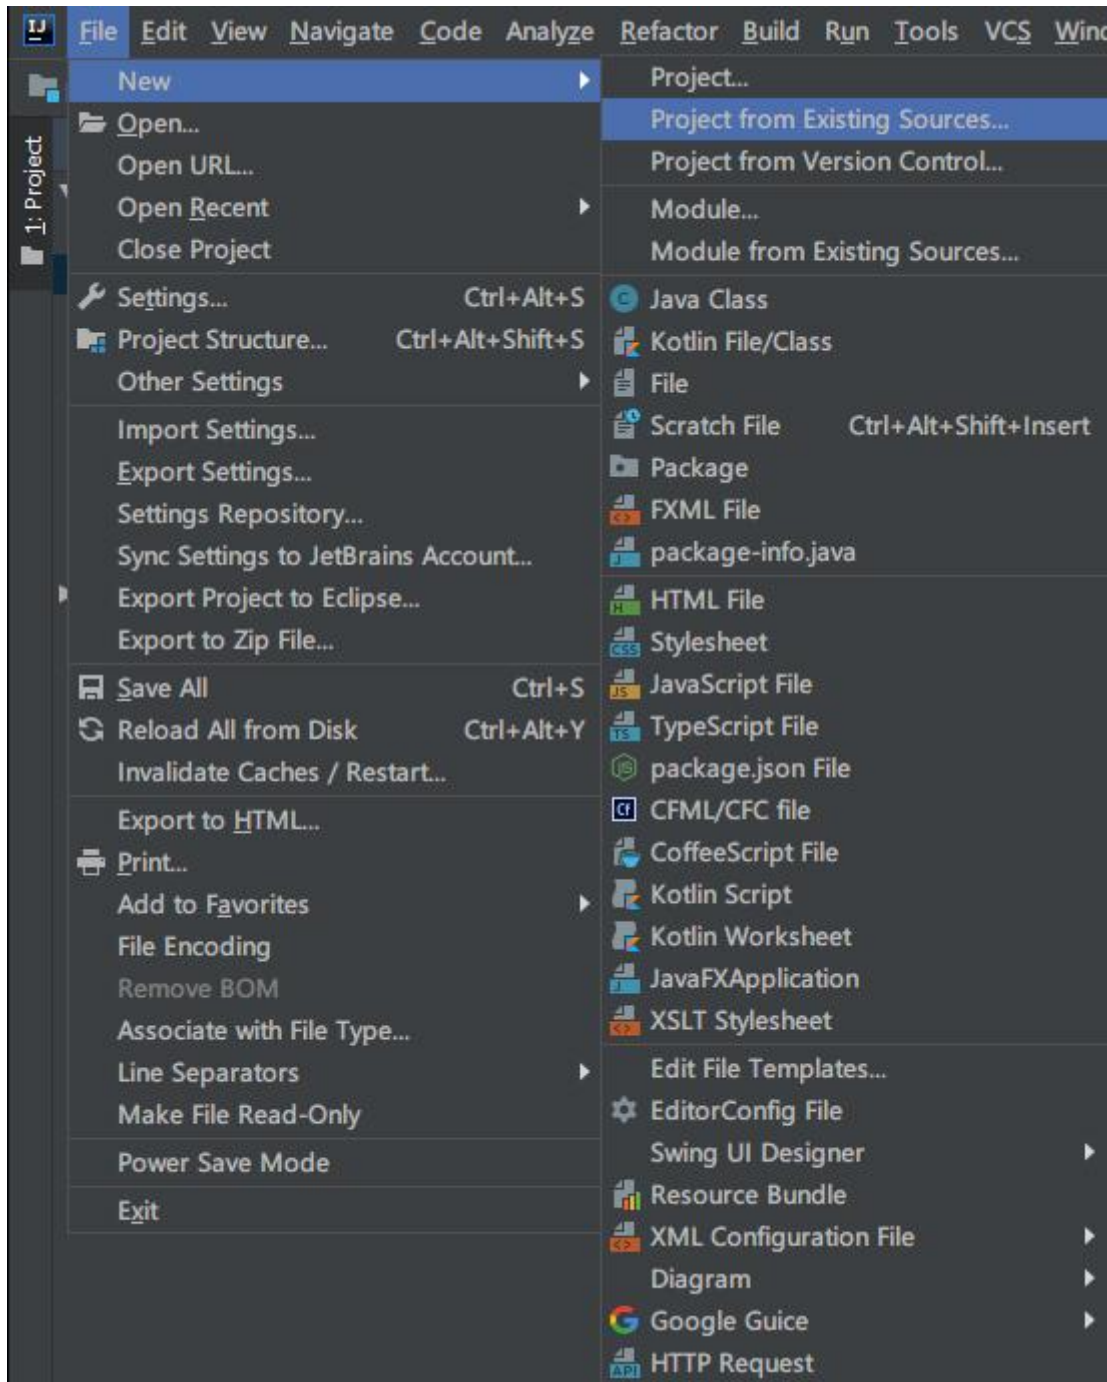 IJ File Edit View Navigate Code Analyze Refactor Build Run Tools VCS
1: Project
New
Open...
Open URL...
Open Recent
Close Project
Settings... Ctrl+Alt+S
Project Structure... Ctrl+Alt+Shift+S
Other Settings
Import Settings...
Export Settings...
Settings Repository...
Sync Settings to JetBrains Account...
Export Project to Eclipse...
Export to Zip File...
Save All Ctrl+S
Reload All from Disk Ctrl+Alt+Y
Invalidate Caches / Restart...
Export to HTML...
Print...
Add to Favorites
File Encoding
Remove BOM
Associate with File Type...
Line Separators
Make File Read-Only
Power Save Mode
Exit
Project...
Project from Existing Sources...
Project from Version Control...
Module...
Module from Existing Sources...
C Java Class
Kotlin File/Class
File
Scratch File Ctrl+Alt+Shift+Insert
Package
FXML File
J package-info.java
H HTML File
CSS Stylesheet
JS JavaScript File
TS TypeScript File
JS package.json File
Cf CFML/CFC file
CoffeeScript File
Kotlin Script
Kotlin Worksheet
J JavaFXApplication
XSLT Stylesheet
Edit File Templates...
EditorConfig File
Swing UI Designer
Resource Bundle
XML Configuration File
Diagram
G Google Guice
API HTTP Request